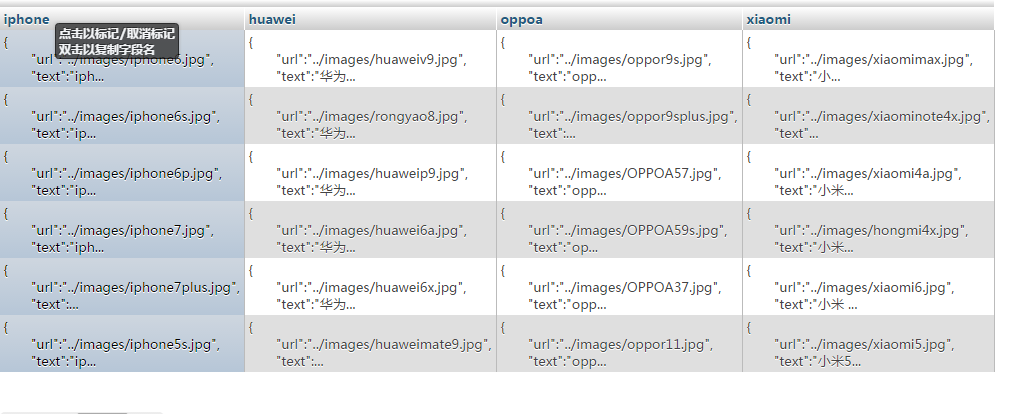 iphone huawei oppoa xiaomi
点击以标记/取消标记
双击以复制字段名
{ { { {
"url":"../images/iphone6.jpg", "url":"../images/huaweiv9.jpg", "url":"../images/oppor9s.jpg", "url":"../images/xiaomimax.jpg",
"text":"iph... "text":"华为... "text":"opp... "text":"小...
{ { { {
"url":"../images/iphone6s.jpg", "url":"../images/rongyao8.jpg", "url":"../images/oppor9splus.jpg", "url":"../images/xiaominote4x.jpg",
"text":"ip... "text":"华为... "text":... "text"...
{ { { {
"url":"../images/iphone6p.jpg", "url":"../images/huaweip9.jpg", "url":"../images/OPPOA57.jpg", "url":"../images/xiaomi4a.jpg",
"text":"ip... "text":"华为... "text":"opp... "text":"小米...
{ { { {
"url":"../images/iphone7.jpg", "url":"../images/huawei6a.jpg", "url":"../images/OPPOA59s.jpg", "url":"../images/hongmi4x.jpg",
"text":"iph... "text":"华为... "text":"op... "text":"小米...
{ { { {
"url":"../images/iphone7plus.jpg", "url":"../images/huawei6x.jpg", "url":"../images/OPPOA37.jpg", "url":"../images/xiaomi6.jpg",
"text":... "text":"华为... "text":"opp... "text":"小米 ...
{ { { {
"url":"../images/iphone5s.jpg", "url":"../images/huaweimate9.jpg", "url":"../images/oppor11.jpg", "url":"../images/xiaomi5.jpg",
"text":"ip... "text":... "text":"opp... "text":"小米5...